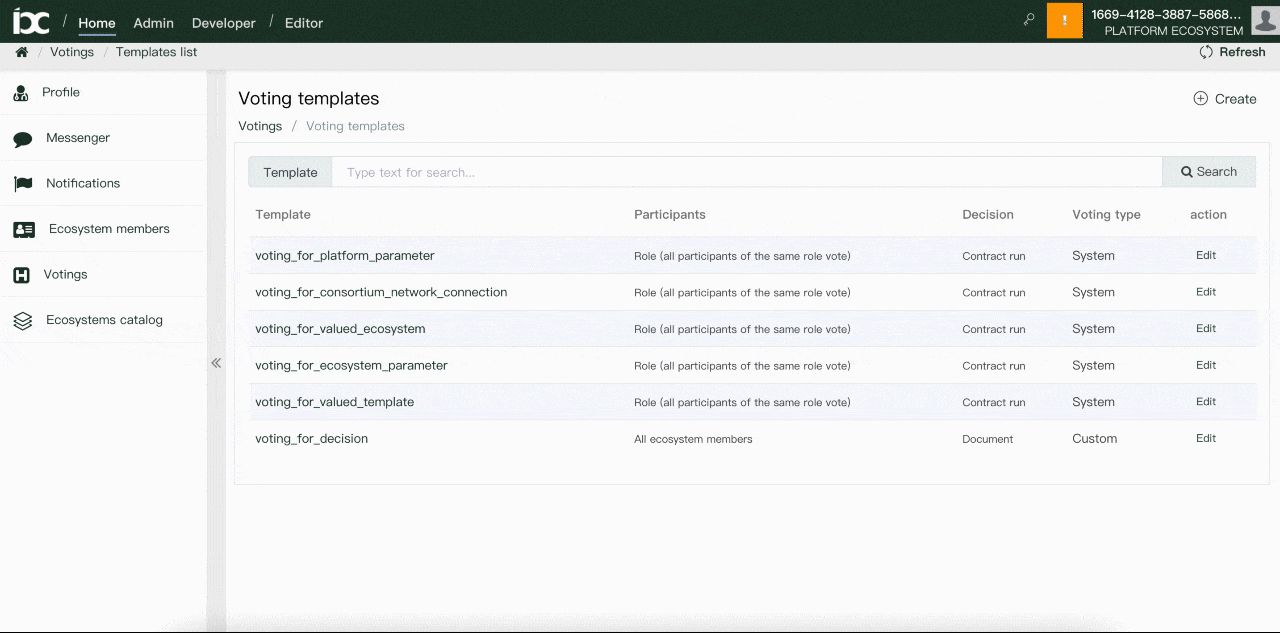 ibc / Home Admin Developer / Editor
! 1669-4128-3887-5868...
PLATFORM ECOSYSTEM
/ Votings / Templates list
Refresh
Profile
Messenger
Notifications
Ecosystem members
Votings
Ecosystems catalog
Voting templates
Create
Votings / Voting templates
Template Type text for search... Search
Template Participants Decision Voting type action
voting_for_platform_parameter Role (all participants of the same role vote) Contract run System Edit
voting_for_consortium_network_connection Role (all participants of the same role vote) Contract run System Edit
voting_for_valued_ecosystem Role (all participants of the same role vote) Contract run System Edit
voting_for_ecosystem_parameter Role (all participants of the same role vote) Contract run System Edit
voting_for_valued_template Role (all participants of the same role vote) Contract run System Edit
voting_for_decision All ecosystem members Document Custom Edit